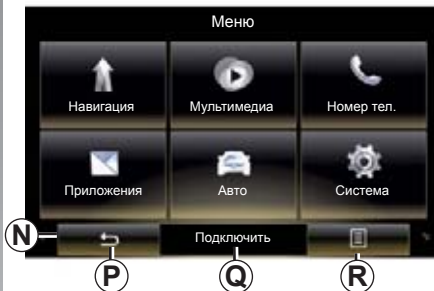 Меню
Навигация Мультимедиа Номер тел.
Приложения Авто Система
N Подключить
P Q R